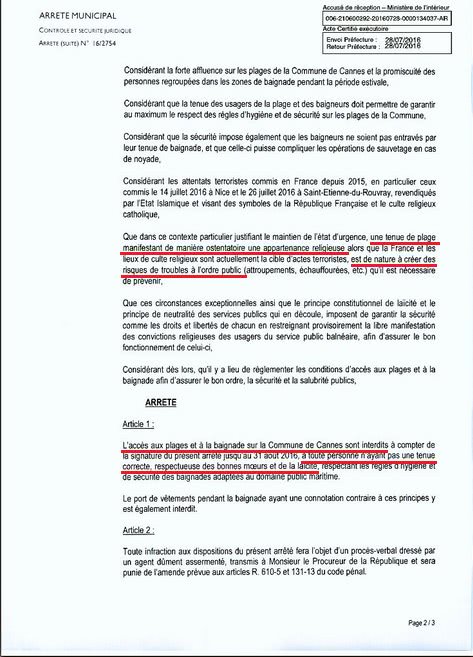 ARRETE MUNICIPAL
CONTROLE ET SECURITE JURIDIQUE
ARRETE (SUITE) N° 16/2754
Accusé de réception – Ministère de l'intérieur
006-210600292-20160728-0000134037-AR
Acte Certifié exécutoire
Envoi Préfecture : 28/07/2016
Retour Préfecture : 28/07/2016
Considérant la forte affluence sur les plages de la Commune de Cannes et la promiscuité des
personnes regroupées dans les zones de baignade pendant la période estivale,
Considérant que la tenue des usagers de la plage et des baigneurs doit permettre de garantir
au maximum le respect des règles d'hygiène et de sécurité sur les plages de la Commune,
Considérant que la sécurité impose également que les baigneurs ne soient pas entravés par
leur tenue de baignade, et que celle-ci puisse compliquer les opérations de sauvetage en cas
de noyade,
Considérant les attentats terroristes commis en France depuis 2015, en particulier ceux
commis le 14 juillet 2016 à Nice et le 26 juillet 2016 à Saint-Etienne-du-Rouvray, revendiqués
par l'Etat Islamique et visant des symboles de la République Française et le culte religieux
catholique,
Que dans ce contexte particulier justifiant le maintien de l'état d'urgence, une tenue de plage
manifestant de manière ostentatoire une appartenance religieuse alors que la France et les
lieux de culte religieux sont actuellement la cible d'actes terroristes, est de nature à créer des
risques de troubles à l'ordre public (attroupements, échauffourées, etc.) qu'il est nécessaire
de prévenir,
Que ces circonstances exceptionnelles ainsi que le principe constitutionnel de laïcité et le
principe de neutralité des services publics qui en découle, imposent de garantir la sécurité
comme les droits et libertés de chacun en restreignant provisoirement la libre manifestation
des convictions religieuses des usagers du service public balnéaire, afin d'assurer le bon
fonctionnement de celui-ci,
Considérant dès lors, qu'il y a lieu de règlementer les conditions d'accès aux plages et à la
baignade afin d'assurer le bon ordre, la sécurité et la salubrité publics,
ARRETE
Article 1 :
L'accès aux plages et à la baignade sur la Commune de Cannes sont interdits à compter de
la signature du présent arrêté jusqu'au 31 août 2016, à toute personne n'ayant pas une tenue
correcte, respectueuse des bonnes mœurs et de la laïcité, respectant les règles d'hygiène et
de sécurité des baignades adaptées au domaine public maritime.
Le port de vêtements pendant la baignade ayant une connotation contraire à ces principes y
est également interdit.
Article 2 :
Toute infraction aux dispositions du présent arrêté fera l'objet d'un procès-verbal dressé par
un agent dûment assermenté, transmis à Monsieur le Procureur de la République et sera
punie de l'amende prévue aux articles R. 610-5 et 131-13 du code pénal.
Page 2 / 3